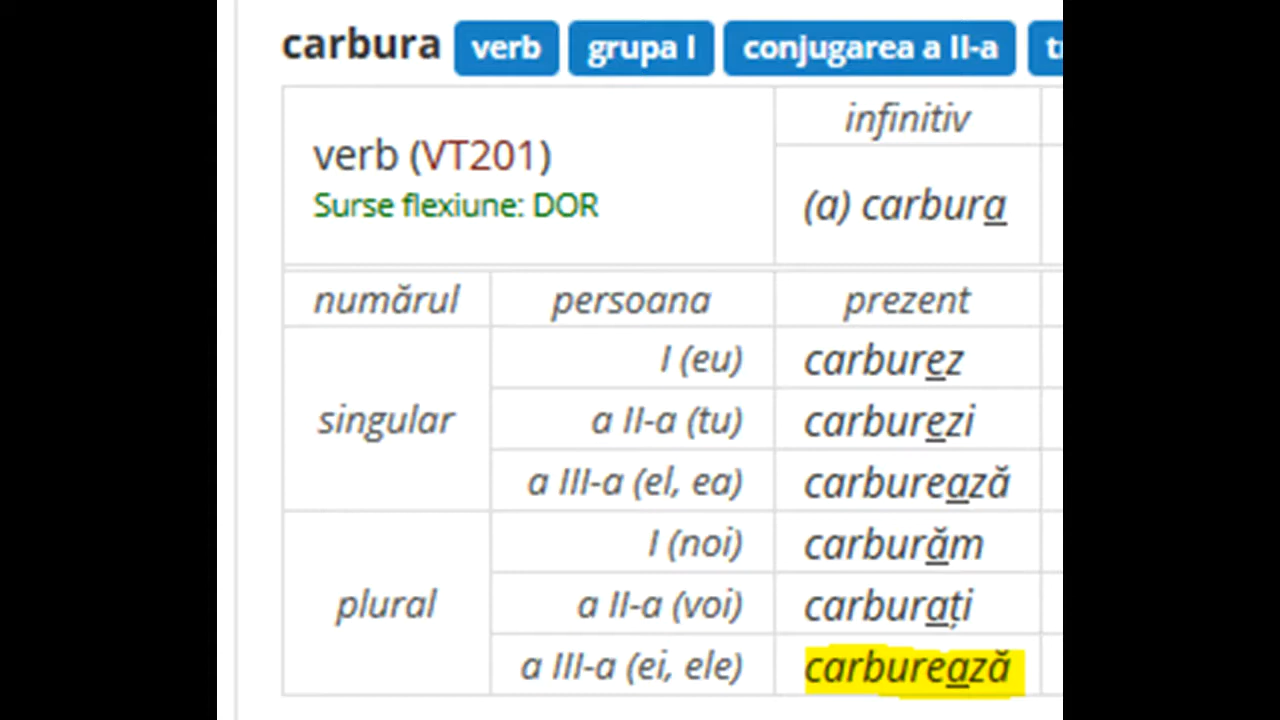 carbura verb grupa I conjugarea a II-a
infinitiv
verb (VT201)
Surse flexiune: DOR
(a) carbura
numărul persoana prezent
I (eu) carburez
singular a II-a (tu) carburezi
a III-a (el, ea) carburează
I (noi) carburăm
plural a II-a (voi) carburați
a III-a (ei, ele) carburează